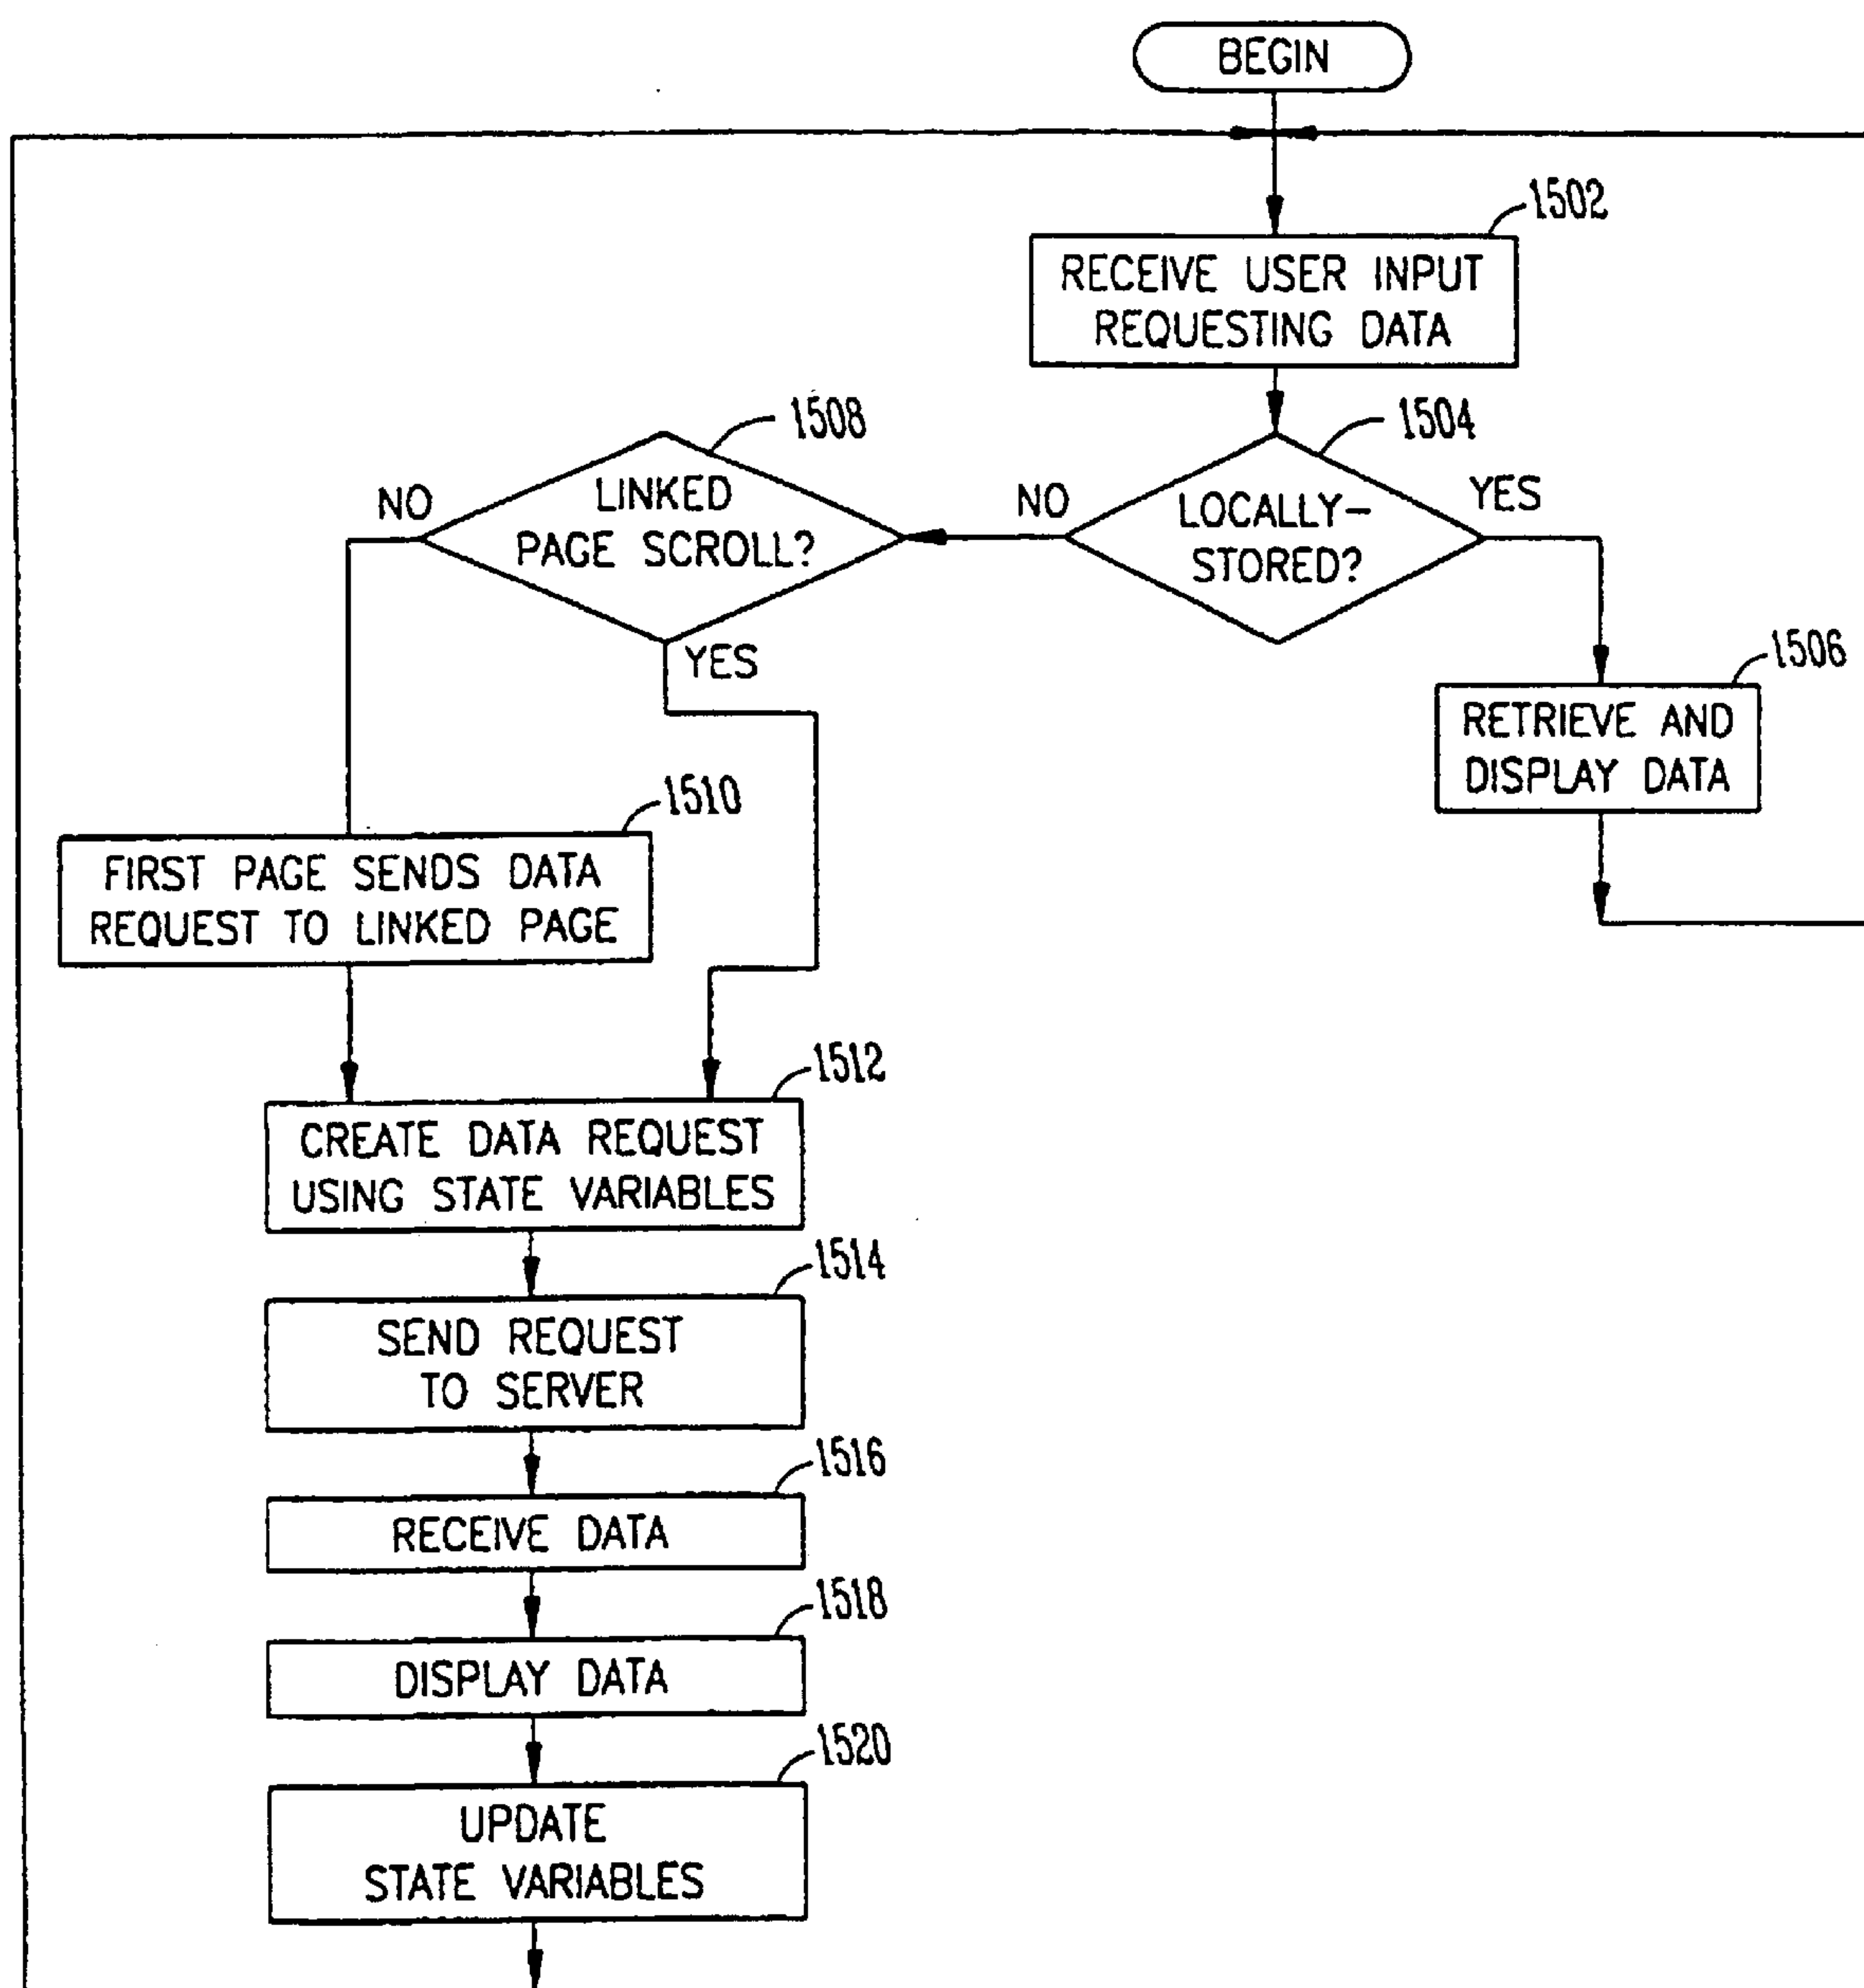 BEGIN
1502
RECEIVE USER INPUT
REQUESTING DATA
1504
LOCALLY-
STORED?
NO
YES
1506
RETRIEVE AND
DISPLAY DATA
1508
LINKED
PAGE SCROLL?
NO
YES
1510
FIRST PAGE SENDS DATA
REQUEST TO LINKED PAGE
1512
CREATE DATA REQUEST
USING STATE VARIABLES
1514
SEND REQUEST
TO SERVER
1516
RECEIVE DATA
1518
DISPLAY DATA
1520
UPDATE
STATE VARIABLES